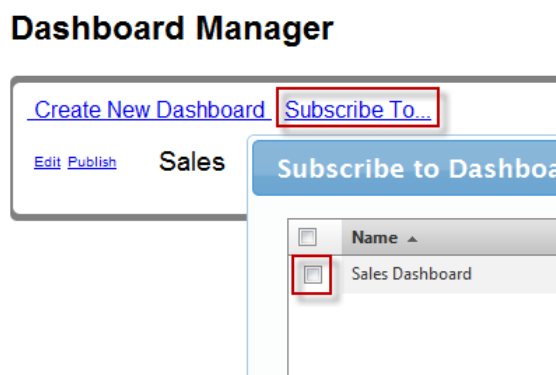 Dashboard Manager
Create New Dashboard Subscribe To...
Edit Publish Sales
Subscribe to Dashboa
Name
Sales Dashboard